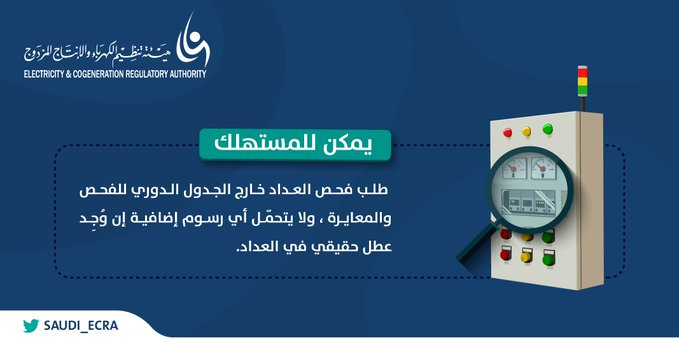 هيئة تنظيم الكهرباء والإنتاج المزدوج
ELECTRICITY & COGENERATION REGULATORY AUTHORITY
يمكن للمستهلك
طلب فحص العداد خارج الجدول الدوري للفحص
والمعايرة ، ولا يتحمّل أي رسوم إضافية إن وُجِد
عطل حقيقي في العداد.
SAUDI_ECRA